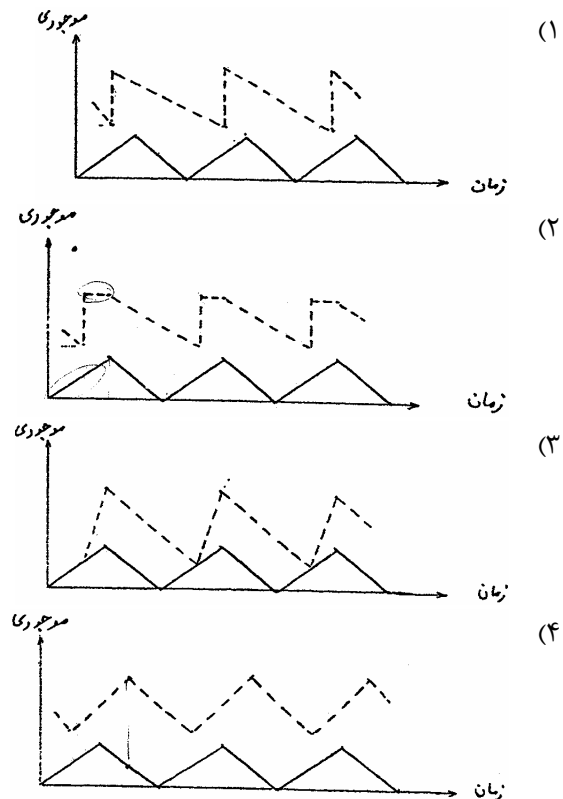 موجودی
۱)
زمان
موجودی
۲)
زمان
موجودی
۳)
زمان
موجودی
۴)
زمان